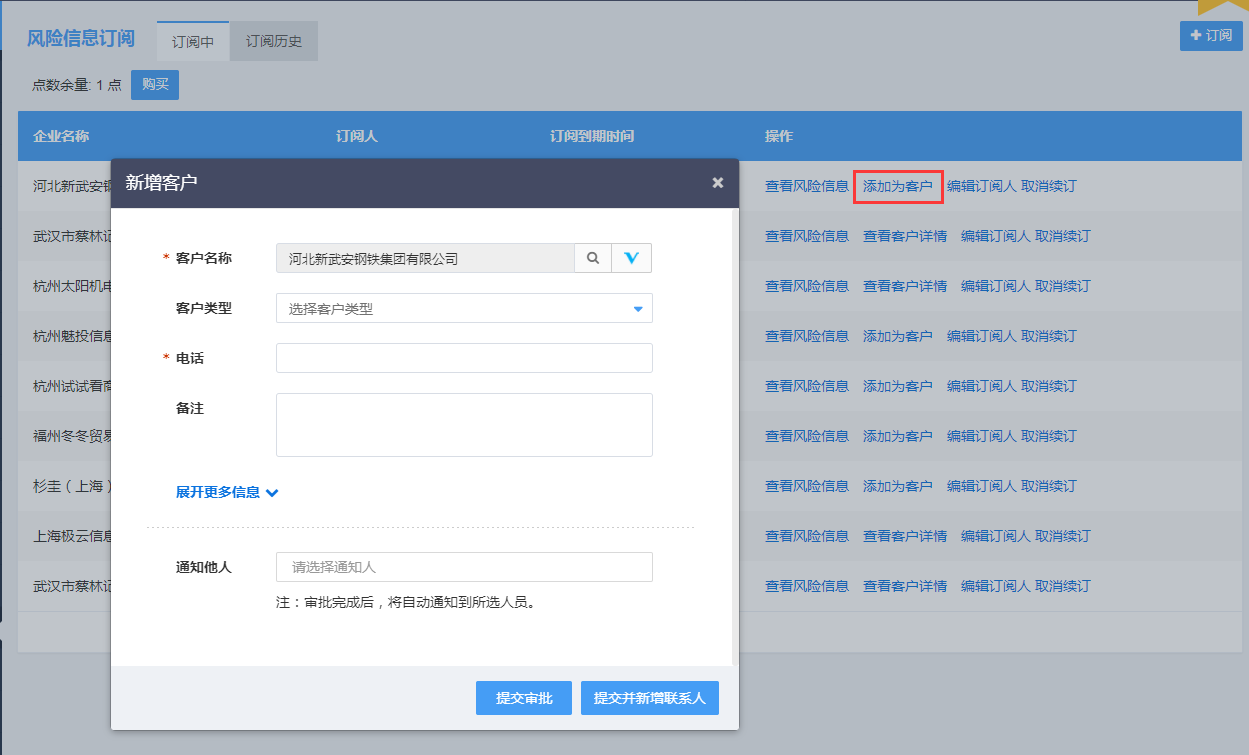 风险信息订阅 订阅中 订阅历史 订阅
点数余量: 1 点 购买
企业名称 订阅人 订阅到期时间 操作
河北新武安 查看风险信息 添加为客户 编辑订阅人 取消续订
武汉市蔡林记 查看风险信息 查看客户详情 编辑订阅人 取消续订
杭州太阳机电 查看风险信息 查看客户详情 编辑订阅人 取消续订
杭州魅投信息 查看风险信息 添加为客户 编辑订阅人 取消续订
杭州试试看商 查看风险信息 添加为客户 编辑订阅人 取消续订
福州冬冬贸易 查看风险信息 添加为客户 编辑订阅人 取消续订
杉圭（上海） 查看风险信息 添加为客户 编辑订阅人 取消续订
上海极云信息 查看风险信息 查看客户详情 编辑订阅人 取消续订
武汉市蔡林记 查看风险信息 查看客户详情 编辑订阅人 取消续订
新增客户 ×
* 客户名称 河北新武安钢铁集团有限公司
客户类型 选择客户类型
* 电话
备注
展开更多信息
通知他人 请选择通知人
注：审批完成后，将自动通知到所选人员。
提交审批 提交并新增联系人